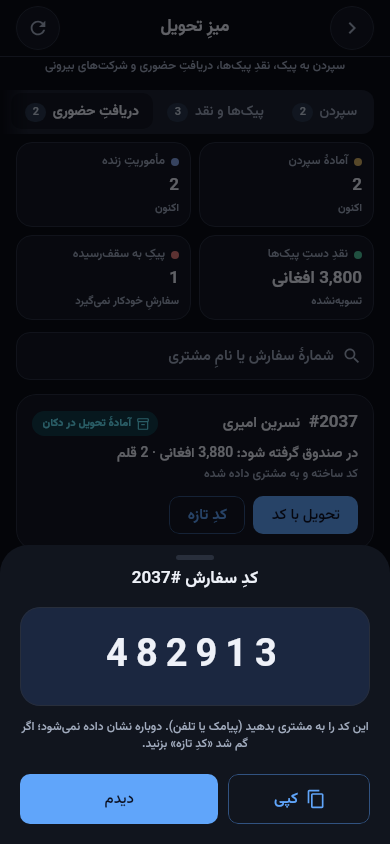 میزِ تحویل
سپردن به پیک، نقدِ پیک‌ها، دریافتِ حضوری و شرکت‌های بیرونی
سپردن 2 پیک‌ها و نقد 3 دریافتِ حضوری 2
آمادهٔ سپردن
2
اکنون
مأموریتِ زنده
2
اکنون
نقدِ دستِ پیک‌ها
3,800 افغانی
تسویه‌نشده
پیکِ به سقف‌رسیده
1
سفارشِ خودکار نمی‌گیرد
شمارهٔ سفارش یا نامِ مشتری
#2037 نسرین امیری
آمادهٔ تحویل در دکان
در صندوق گرفته شود: 3,880 افغانی · 2 قلم
کد ساخته و به مشتری داده شده
تحویل با کد
کدِ تازه
کدِ سفارش #2037
482913
این کد را به مشتری بدهید (پیامک یا تلفن). دوباره نشان داده نمی‌شود؛ اگر
گم شد «کدِ تازه» بزنید.
کپی
دیدم